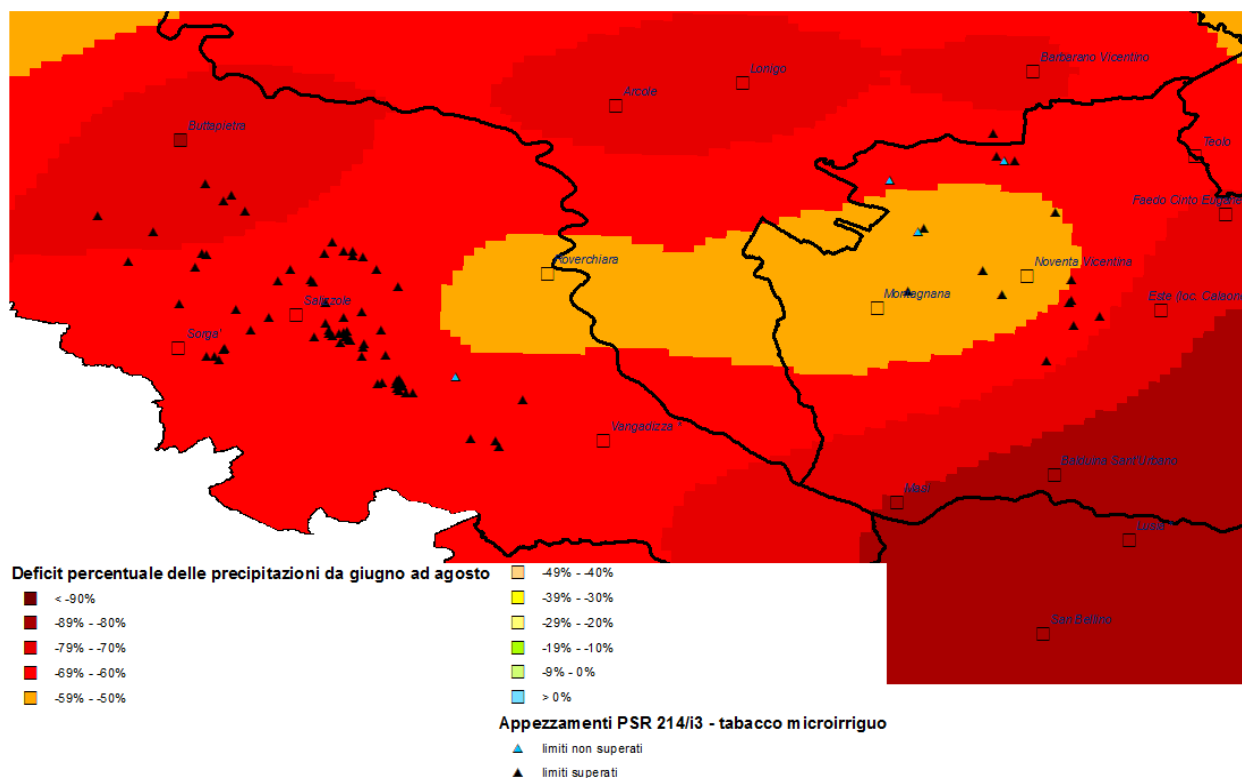 Lonigo
Barbarano Vicentino
Arcole
Buttapietra
Teolo
Faedo Cinto Eugane
Roverchiara
Noventa Vicentina
Salizzole
Montagnana
Este (loc. Calaone
Sorga'
Vangadizza *
Balduina Sant'Urbano
Masi
Lusia
San Bellino
Deficit percentuale delle precipitazioni da giugno ad agosto
< -90%
-89% - -80%
-79% - -70%
-69% - -60%
-59% - -50%
-49% - -40%
-39% - -30%
-29% - -20%
-19% - -10%
-9% - 0%
> 0%
Appezzamenti PSR 214/i3 - tabacco microirriguo
limiti non superati
limiti superati